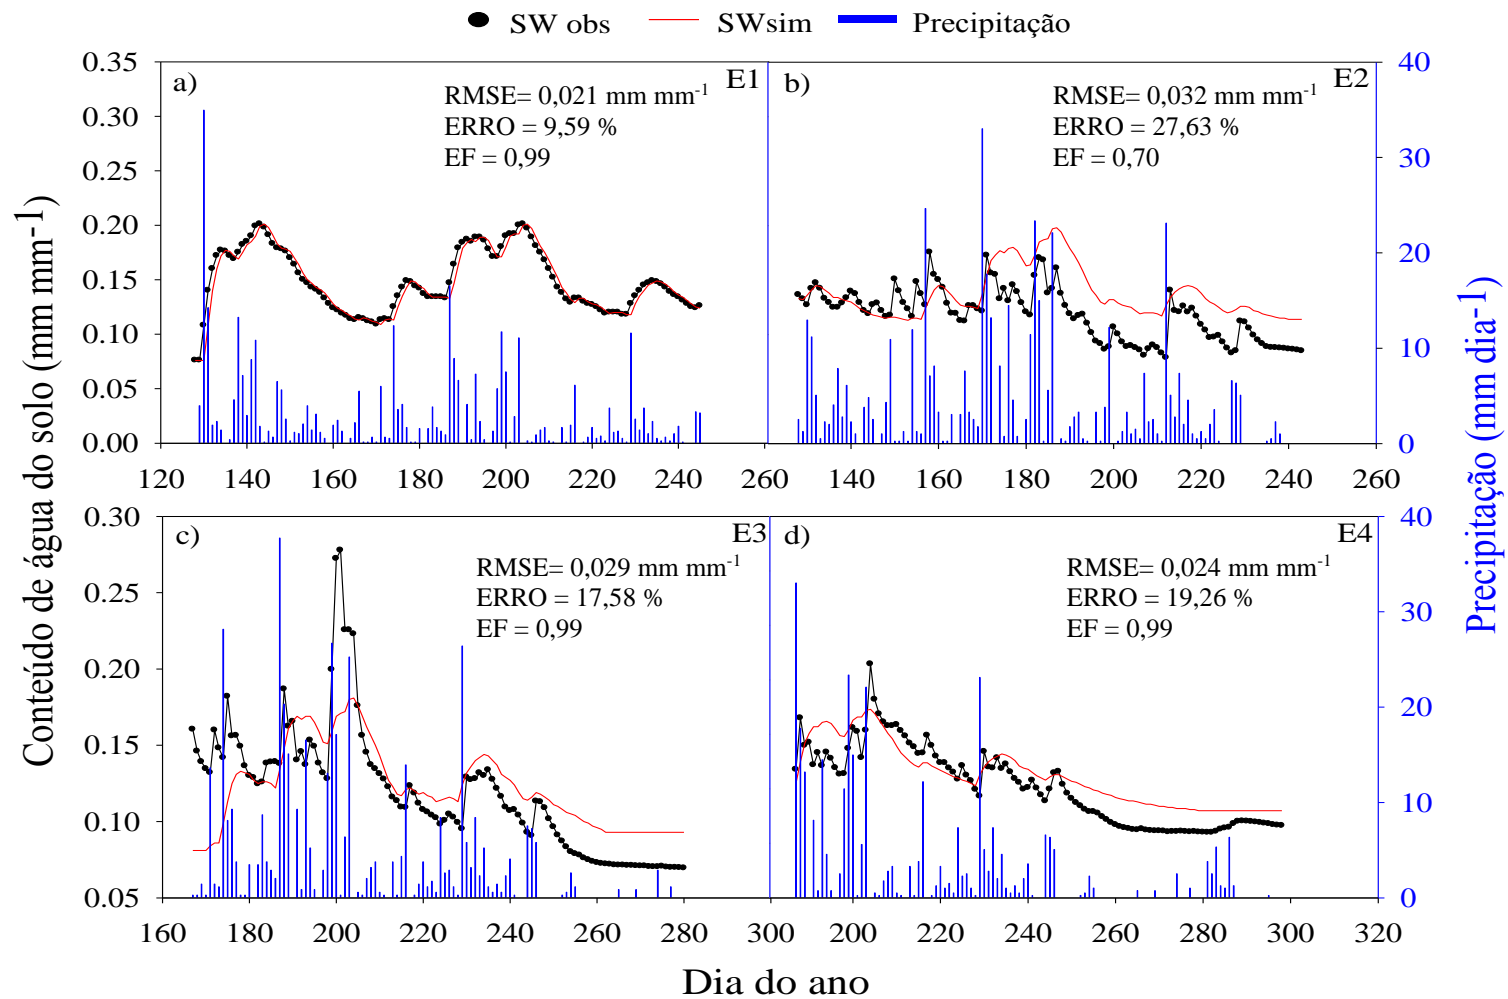 SW obs SWsim Precipitação
Conteúdo de água do solo (mm mm-1)
Precipitação (mm dia-1)
a) E1
RMSE= 0,021 mm mm-1
ERRO = 9,59 %
EF = 0,99
0.35
0.30
0.25
0.20
0.15
0.10
0.05
0.00
120 140 160 180 200 220 240 260
b) E2
RMSE= 0,032 mm mm-1
ERRO = 27,63 %
EF = 0,70
40
30
20
10
0
140 160 180 200 220 240 260
c) E3
RMSE= 0,029 mm mm-1
ERRO = 17,58 %
EF = 0,99
0.30
0.25
0.20
0.15
0.10
0.05
160 180 200 220 240 260 280 300
d) E4
RMSE= 0,024 mm mm-1
ERRO = 19,26 %
EF = 0,99
40
30
20
10
0
200 220 240 260 280 300 320
Dia do ano